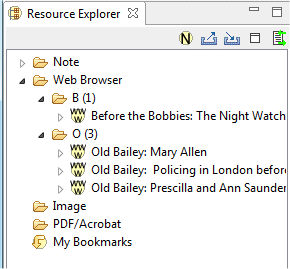 Resource Explorer
N
Note
Web Browser
B (1)
W Before the Bobbies: The Night Watch
O (3)
W Old Bailey: Mary Allen
W Old Bailey:  Policing in London befor
W Old Bailey: Prescilla and Ann Saunder
Image
PDF/Acrobat
My Bookmarks